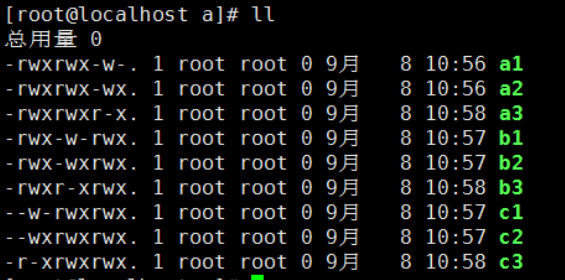 [root@localhost a]# ll
总用量 0
-rwxrwx-w-. 1 root root 0 9月   8 10:56 a1
-rwxrwx-wx. 1 root root 0 9月   8 10:56 a2
-rwxrwxr-x. 1 root root 0 9月   8 10:58 a3
-rwx-w-rwx. 1 root root 0 9月   8 10:57 b1
-rwx-wxrwx. 1 root root 0 9月   8 10:57 b2
-rwxr-xrwx. 1 root root 0 9月   8 10:58 b3
--w-rwxrwx. 1 root root 0 9月   8 10:57 c1
--wxrwxrwx. 1 root root 0 9月   8 10:57 c2
-r-xrwxrwx. 1 root root 0 9月   8 10:58 c3